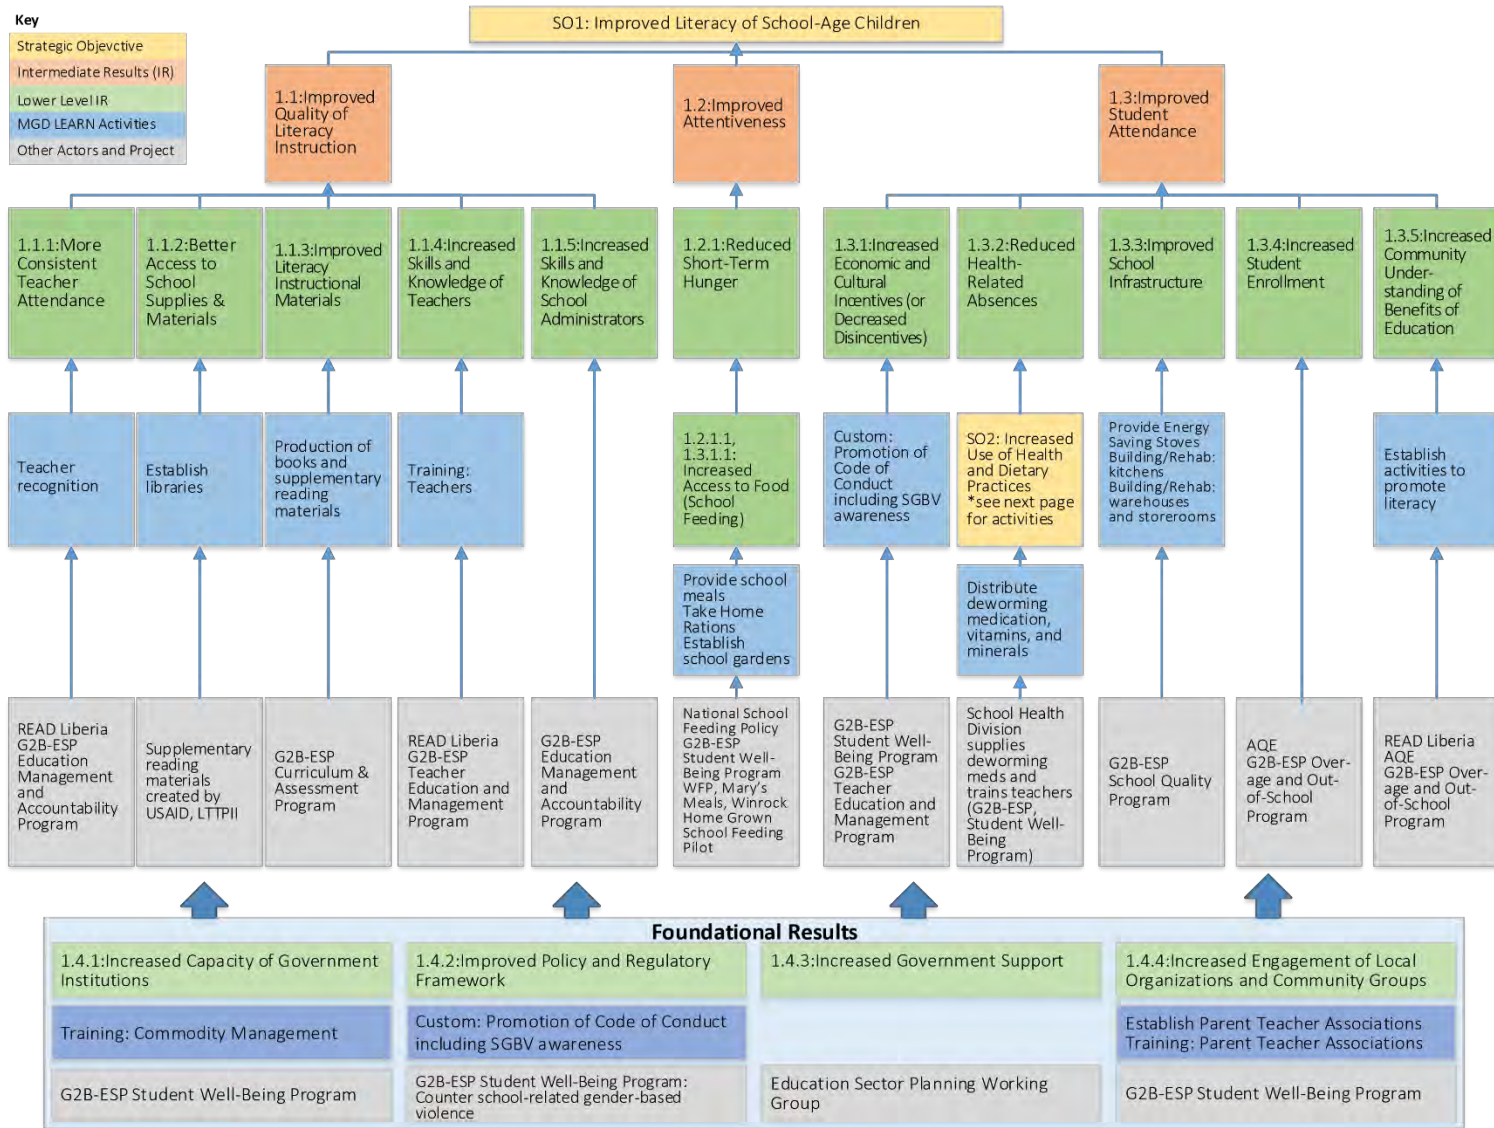 Key
Strategic Objevctive
Intermediate Results (IR)
Lower Level IR
MGD LEARN Activities
Other Actors and Project
SO1: Improved Literacy of School-Age Children
1.1:Improved
Quality of
Literacy
Instruction
1.2:Improved
Attentiveness
1.3:Improved
Student
Attendance
1.1.1:More
Consistent
Teacher
Attendance
1.1.2:Better
Access to
School
Supplies &
Materials
1.1.3:Improved
Literacy
Instructional
Materials
1.1.4:Increased
Skills and
Knowledge of
Teachers
1.1.5:Increased
Skills and
Knowledge of
School
Administrators
1.2.1:Reduced
Short-Term
Hunger
1.3.1:Increased
Economic and
Cultural
Incentives (or
Decreased
Disincentives)
1.3.2:Reduced
Health-
Related
Absences
1.3.3:Improved
School
Infrastructure
1.3.4:Increased
Student
Enrollment
1.3.5:Increased
Community
Under-
standing of
Benefits of
Education
Teacher
recognition
Establish
libraries
Production of
books and
supplementary
reading
materials
Training:
Teachers
1.2.1.1,
1.3.1.1:
Increased
Access to Food
(School
Feeding)
Custom:
Promotion of
Code of
Conduct
including SGBV
awareness
SO2: Increased
Use of Health
and Dietary
Practices
*see next page
for activities
Provide Energy
Saving Stoves
Building/Rehab:
kitchens
Building/Rehab:
warehouses
and storerooms
Establish
activities to
promote
literacy
Provide school
meals
Take Home
Rations
Establish
school gardens
Distribute
deworming
medication,
vitamins, and
minerals
READ Liberia
G2B-ESP
Education
Management
and
Accountability
Program
Supplementary
reading
materials
created by
USAID, LTTPII
G2B-ESP
Curriculum &
Assessment
Program
READ Liberia
G2B-ESP
Teacher
Education and
Management
Program
G2B-ESP
Education
Management
and
Accountability
Program
National School
Feeding Policy
G2B-ESP
Student Well-
Being Program
WFP, Mary's
Meals, Winrock
Home Grown
School Feeding
Pilot
G2B-ESP
Student Well-
Being Program
G2B-ESP
Teacher
Education and
Management
Program
School Health
Division
supplies
deworming
meds and
trains teachers
(G2B-ESP,
Student Well-
Being
Program)
G2B-ESP
School Quality
Program
AQE
G2B-ESP Over-
age and Out-
of-School
Program
READ Liberia
AQE
G2B-ESP Over-
age and Out-
of-School
Program
Foundational Results
1.4.1:Increased Capacity of Government
Institutions
1.4.2:Improved Policy and Regulatory
Framework
1.4.3:Increased Government Support
1.4.4:Increased Engagement of Local
Organizations and Community Groups
Training: Commodity Management
Custom: Promotion of Code of Conduct
including SGBV awareness
Establish Parent Teacher Associations
Training: Parent Teacher Associations
G2B-ESP Student Well-Being Program
G2B-ESP Student Well-Being Program:
Counter school-related gender-based
violence
Education Sector Planning Working
Group
G2B-ESP Student Well-Being Program